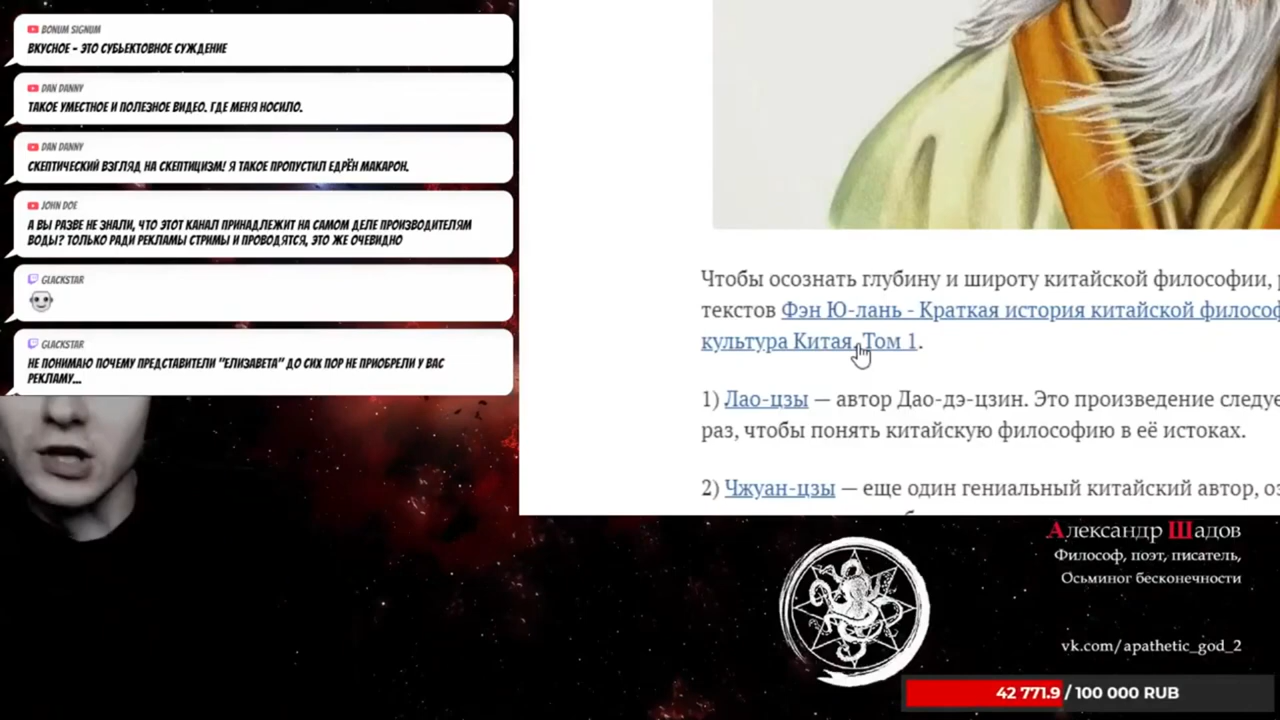 BONUM SIGNUM
ВКУСНОЕ - ЭТО СУБЬЕКТОВНОЕ СУЖДЕНИЕ
DAN DANNY
ТАКОЕ УМЕСТНОЕ И ПОЛЕЗНОЕ ВИДЕО. ГДЕ МЕНЯ НОСИЛО.
DAN DANNY
СКЕПТИЧЕСКИЙ ВЗГЛЯД НА СКЕПТИЦИЗМ! Я ТАКОЕ ПРОПУСТИЛ ЕДРЁН МАКАРОН.
JOHN DOE
А ВЫ РАЗВЕ НЕ ЗНАЛИ, ЧТО ЭТОТ КАНАЛ ПРИНАДЛЕЖИТ НА САМОМ ДЕЛЕ ПРОИЗВОДИТЕЛЯМ
ВОДЫ? ТОЛЬКО РАДИ РЕКЛАМЫ СТРИМЫ И ПРОВОДЯТСЯ, ЭТО ЖЕ ОЧЕВИДНО
GLACKSTAR
GLACKSTAR
НЕ ПОНИМАЮ ПОЧЕМУ ПРЕДСТАВИТЕЛИ "ЕЛИЗАВЕТА" ДО СИХ ПОР НЕ ПРИОБРЕЛИ У ВАС
РЕКЛАМУ...
Чтобы осознать глубину и широту китайской философии,
текстов Фэн Ю-лань - Краткая история китайской философ
культура Китая. Том 1.
1) Лао-цзы — автор Дао-дэ-цзин. Это произведение следуе
раз, чтобы понять китайскую философию в её истоках.
2) Чжуан-цзы — ещё один гениальный китайский автор, оз
Александр Шадов
Философ, поэт, писатель,
Осьминог бесконечности
vk.com/apathetic_god_2
42 771.9 / 100 000 RUB